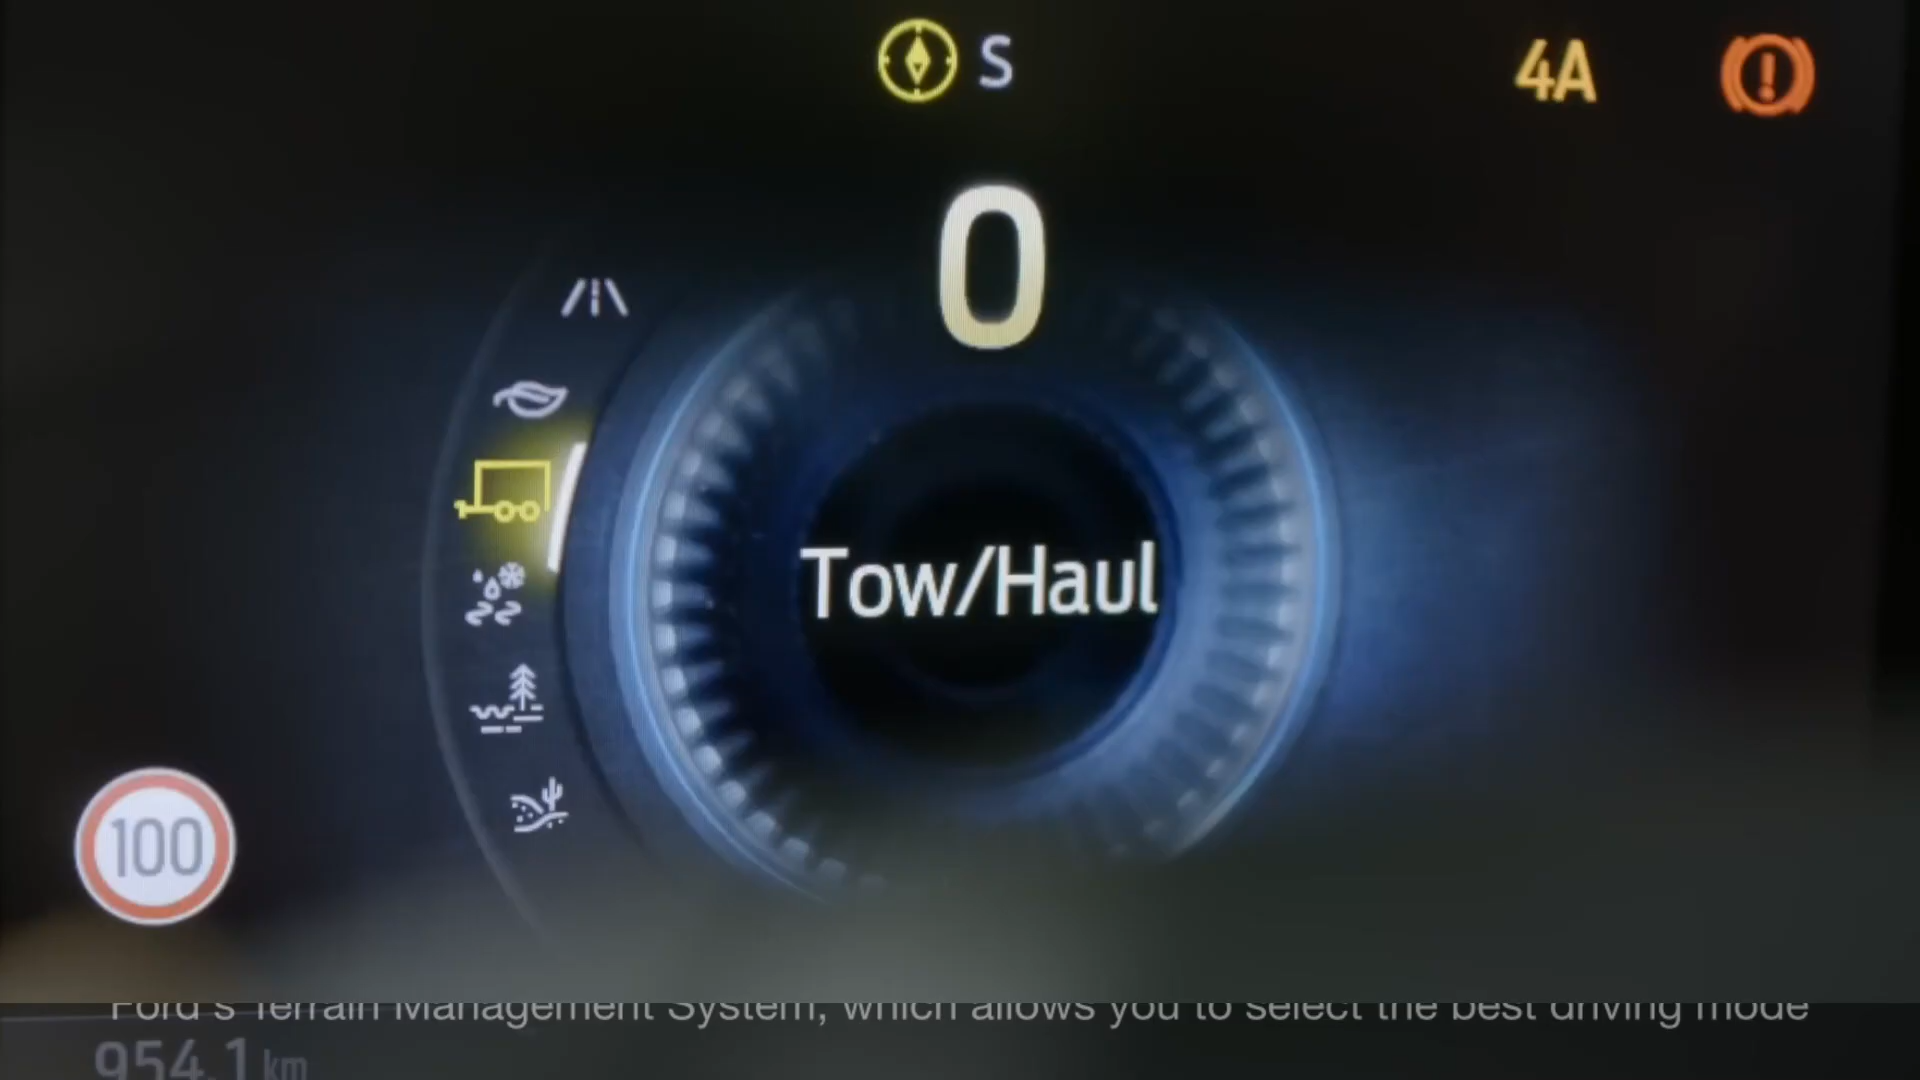 S
4A
0
Tow/Haul
100
Ford's Terrain Management System, which allows you to select the best driving mode
954.1 km